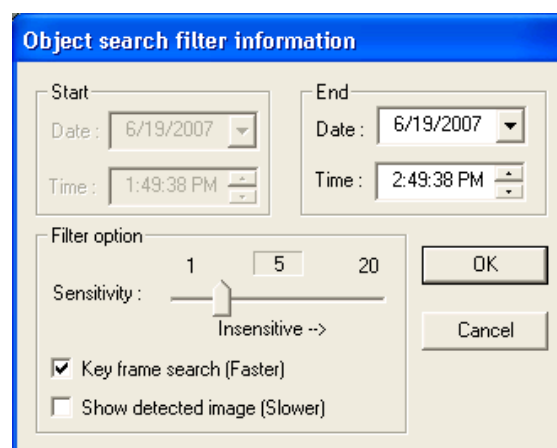 Object search filter information
Start
Date : 6/19/2007
Time : 1:49:38 PM
End
Date : 6/19/2007
Time : 2:49:38 PM
Filter option
1 5 20
Sensitivity :
Insensitive -->
Key frame search (Faster)
Show detected image (Slower)
OK
Cancel